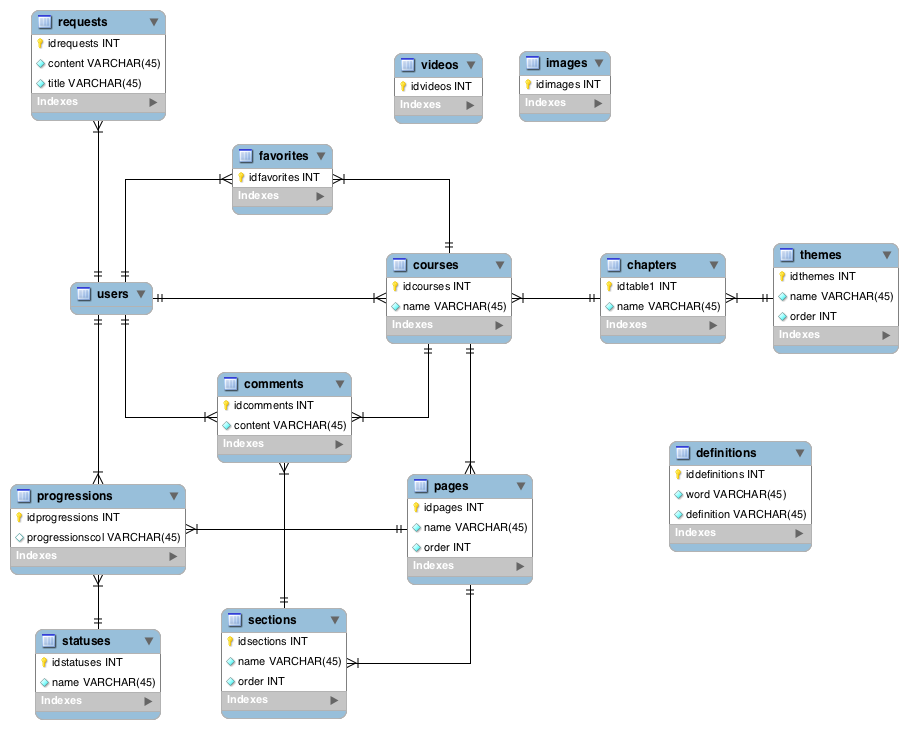 requests
idrequests INT
content VARCHAR(45)
title VARCHAR(45)
Indexes
videos
idvideos INT
Indexes
images
idimages INT
Indexes
favorites
idfavorites INT
Indexes
users
courses
idcourses INT
name VARCHAR(45)
Indexes
chapters
idtable1 INT
name VARCHAR(45)
Indexes
themes
idthemes INT
name VARCHAR(45)
order INT
Indexes
comments
idcomments INT
content VARCHAR(45)
Indexes
definitions
iddefinitions INT
word VARCHAR(45)
definition VARCHAR(45)
Indexes
progressions
idprogressions INT
progressionscol VARCHAR(45)
Indexes
pages
idpages INT
name VARCHAR(45)
order INT
Indexes
statuses
idstatuses INT
name VARCHAR(45)
Indexes
sections
idsections INT
name VARCHAR(45)
order INT
Indexes